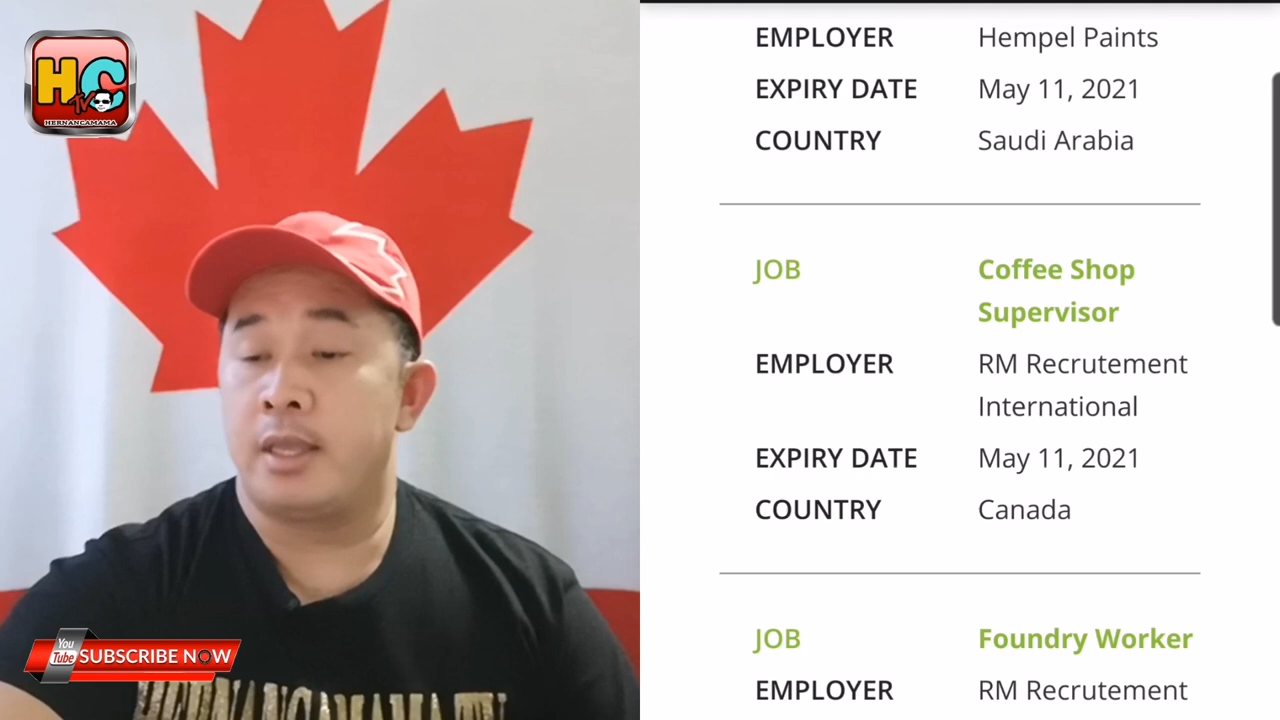 HC
TV
HERNANCAMAMA
EMPLOYER Hempel Paints
EXPIRY DATE May 11, 2021
COUNTRY Saudi Arabia
JOB Coffee Shop
Supervisor
EMPLOYER RM Recrutement
International
EXPIRY DATE May 11, 2021
COUNTRY Canada
JOB Foundry Worker
EMPLOYER RM Recrutement
You
Tube SUBSCRIBE NOW
HERNANCAMAMA TV